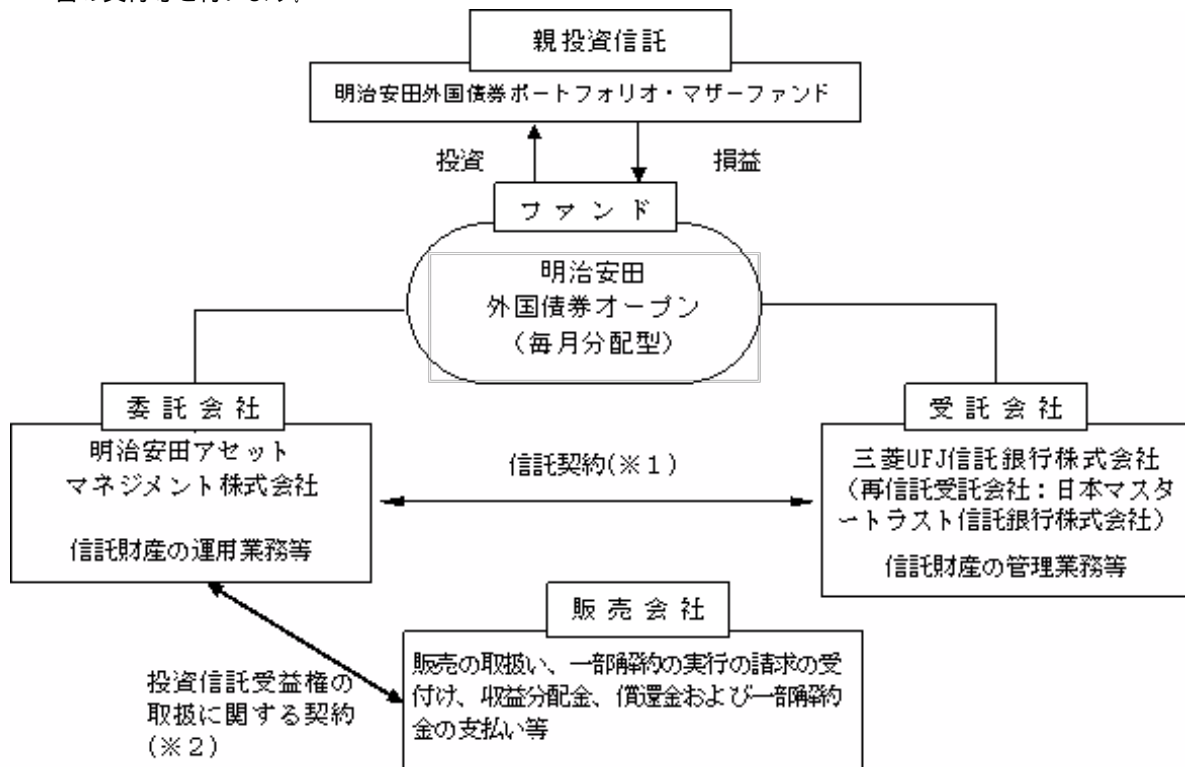 親投資信託
明治安田外国債券ポートフォリオ・マザーファンド
投資
損益
ファンド
明治安田
外国債券オープン
（毎月分配型）
委託会社
受託会社
明治安田アセット
マネジメント株式会社
信託財産の運用業務等
信託契約(※１)
三菱UFJ信託銀行株式会社
（再信託受託会社：日本マスタ
ートラスト信託銀行株式会社）
信託財産の管理業務等
販売会社
販売の取扱い、一部解約の実行の請求の受
付け、収益分配金、償還金および一部解約
金の支払い等
投資信託受益権の
取扱に関する契約
(※２)